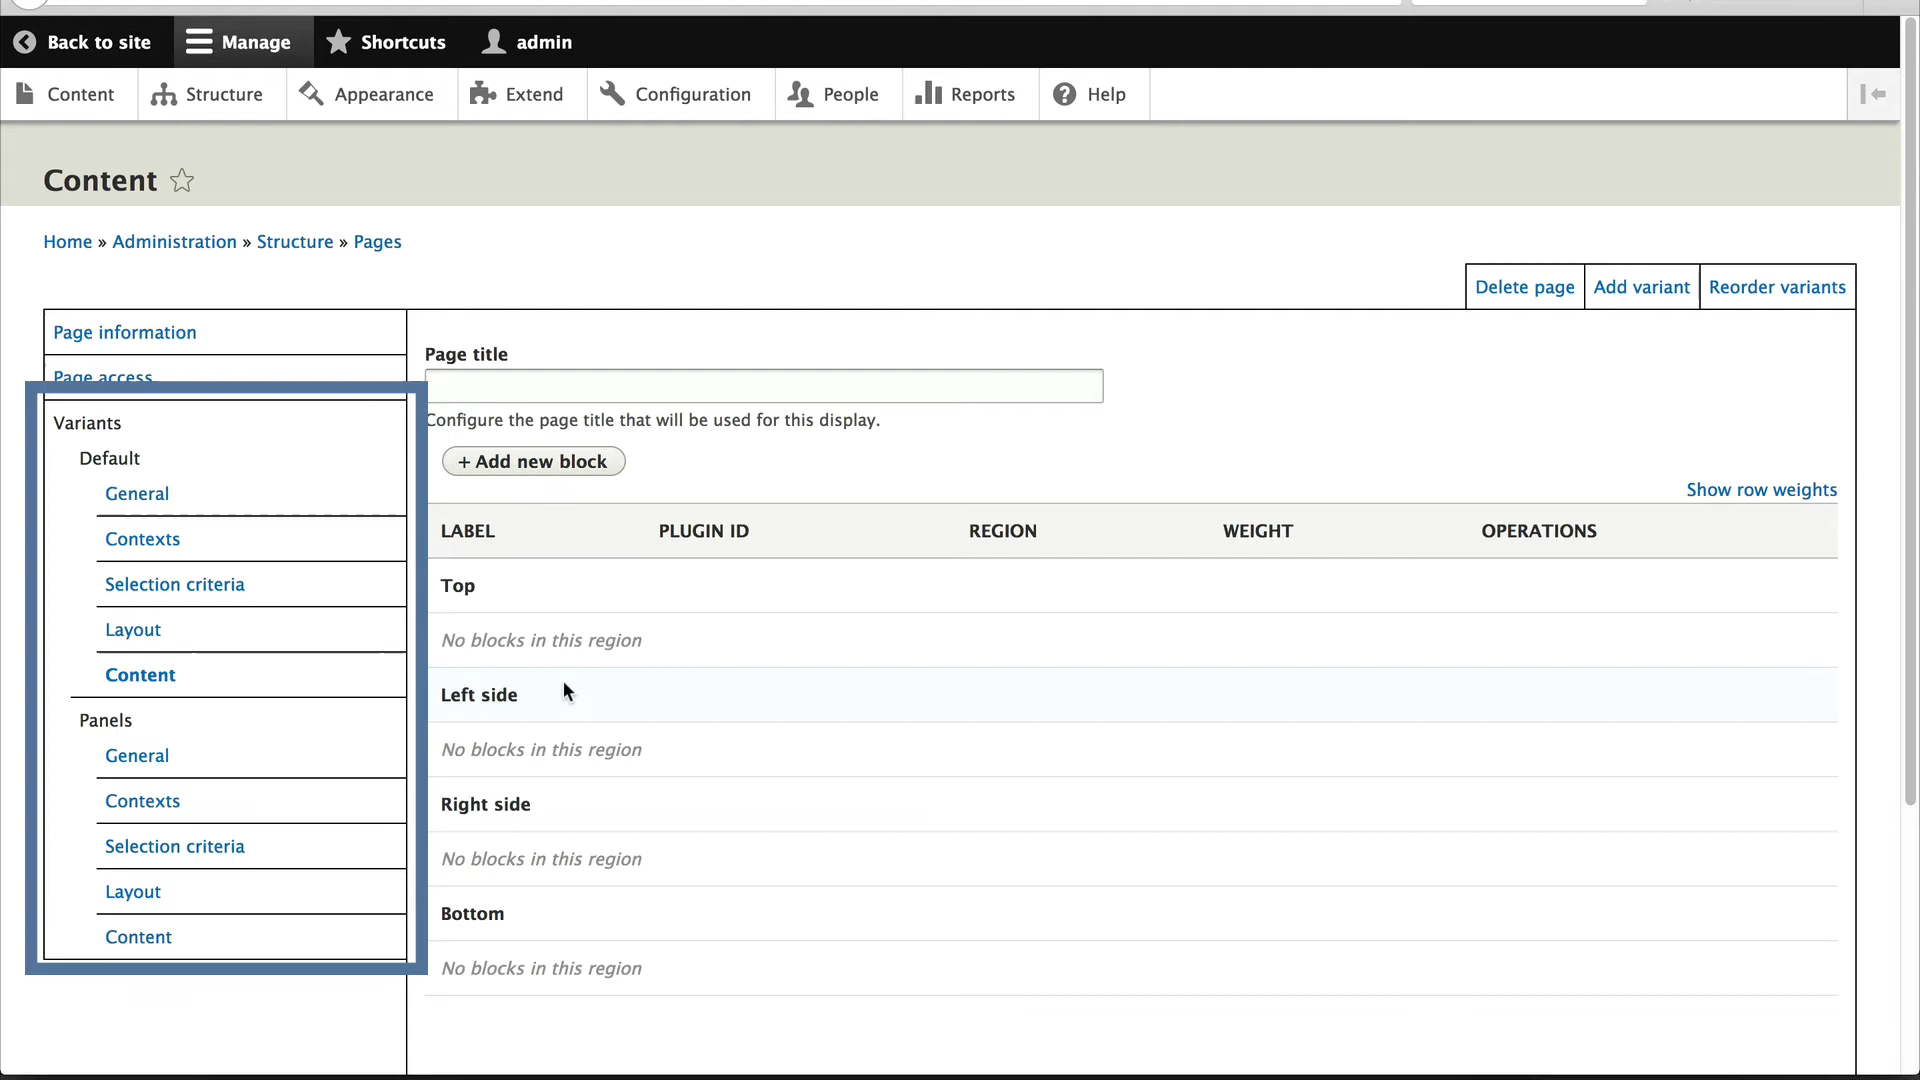 Back to site Manage Shortcuts admin
Content Structure Appearance Extend Configuration People Reports Help
Content
Home » Administration » Structure » Pages
Delete page Add variant Reorder variants
Page information
Page access
Variants
Default
General
Contexts
Selection criteria
Layout
Content
Panels
General
Contexts
Selection criteria
Layout
Content
Page title
Configure the page title that will be used for this display.
+ Add new block
Show row weights
LABEL PLUGIN ID REGION WEIGHT OPERATIONS
Top
No blocks in this region
Left side
No blocks in this region
Right side
No blocks in this region
Bottom
No blocks in this region